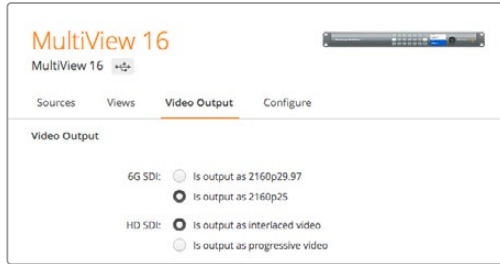 MultiView 16
MultiView 16
Sources Views Video Output Configure
Video Output
6G SDI: Is output as 2160p29.97
Is output as 2160p25
HD SDI: Is output as interlaced video
Is output as progressive video